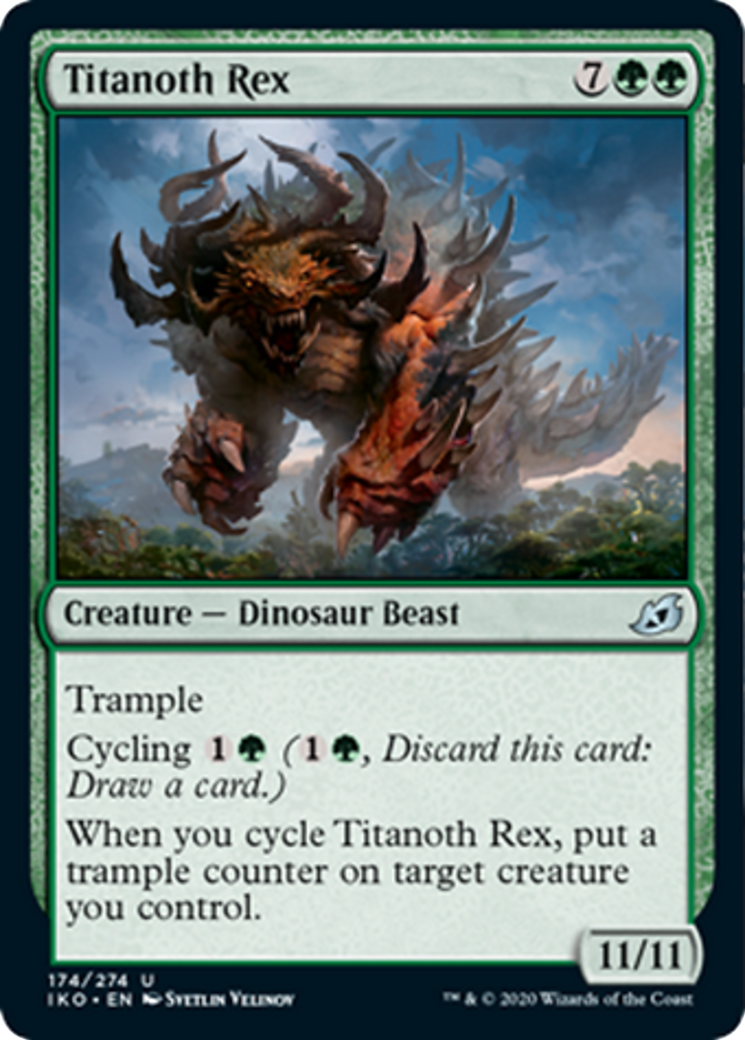 Titanoth Rex 7
Creature — Dinosaur Beast
Trample
Cycling 1 (1, Discard this card:
Draw a card.)
When you cycle Titanoth Rex, put a
trample counter on target creature
you control.
11/11
174/274 U
IKO • EN Svetlin Velinov
™ & © 2020 Wizards of the Coast